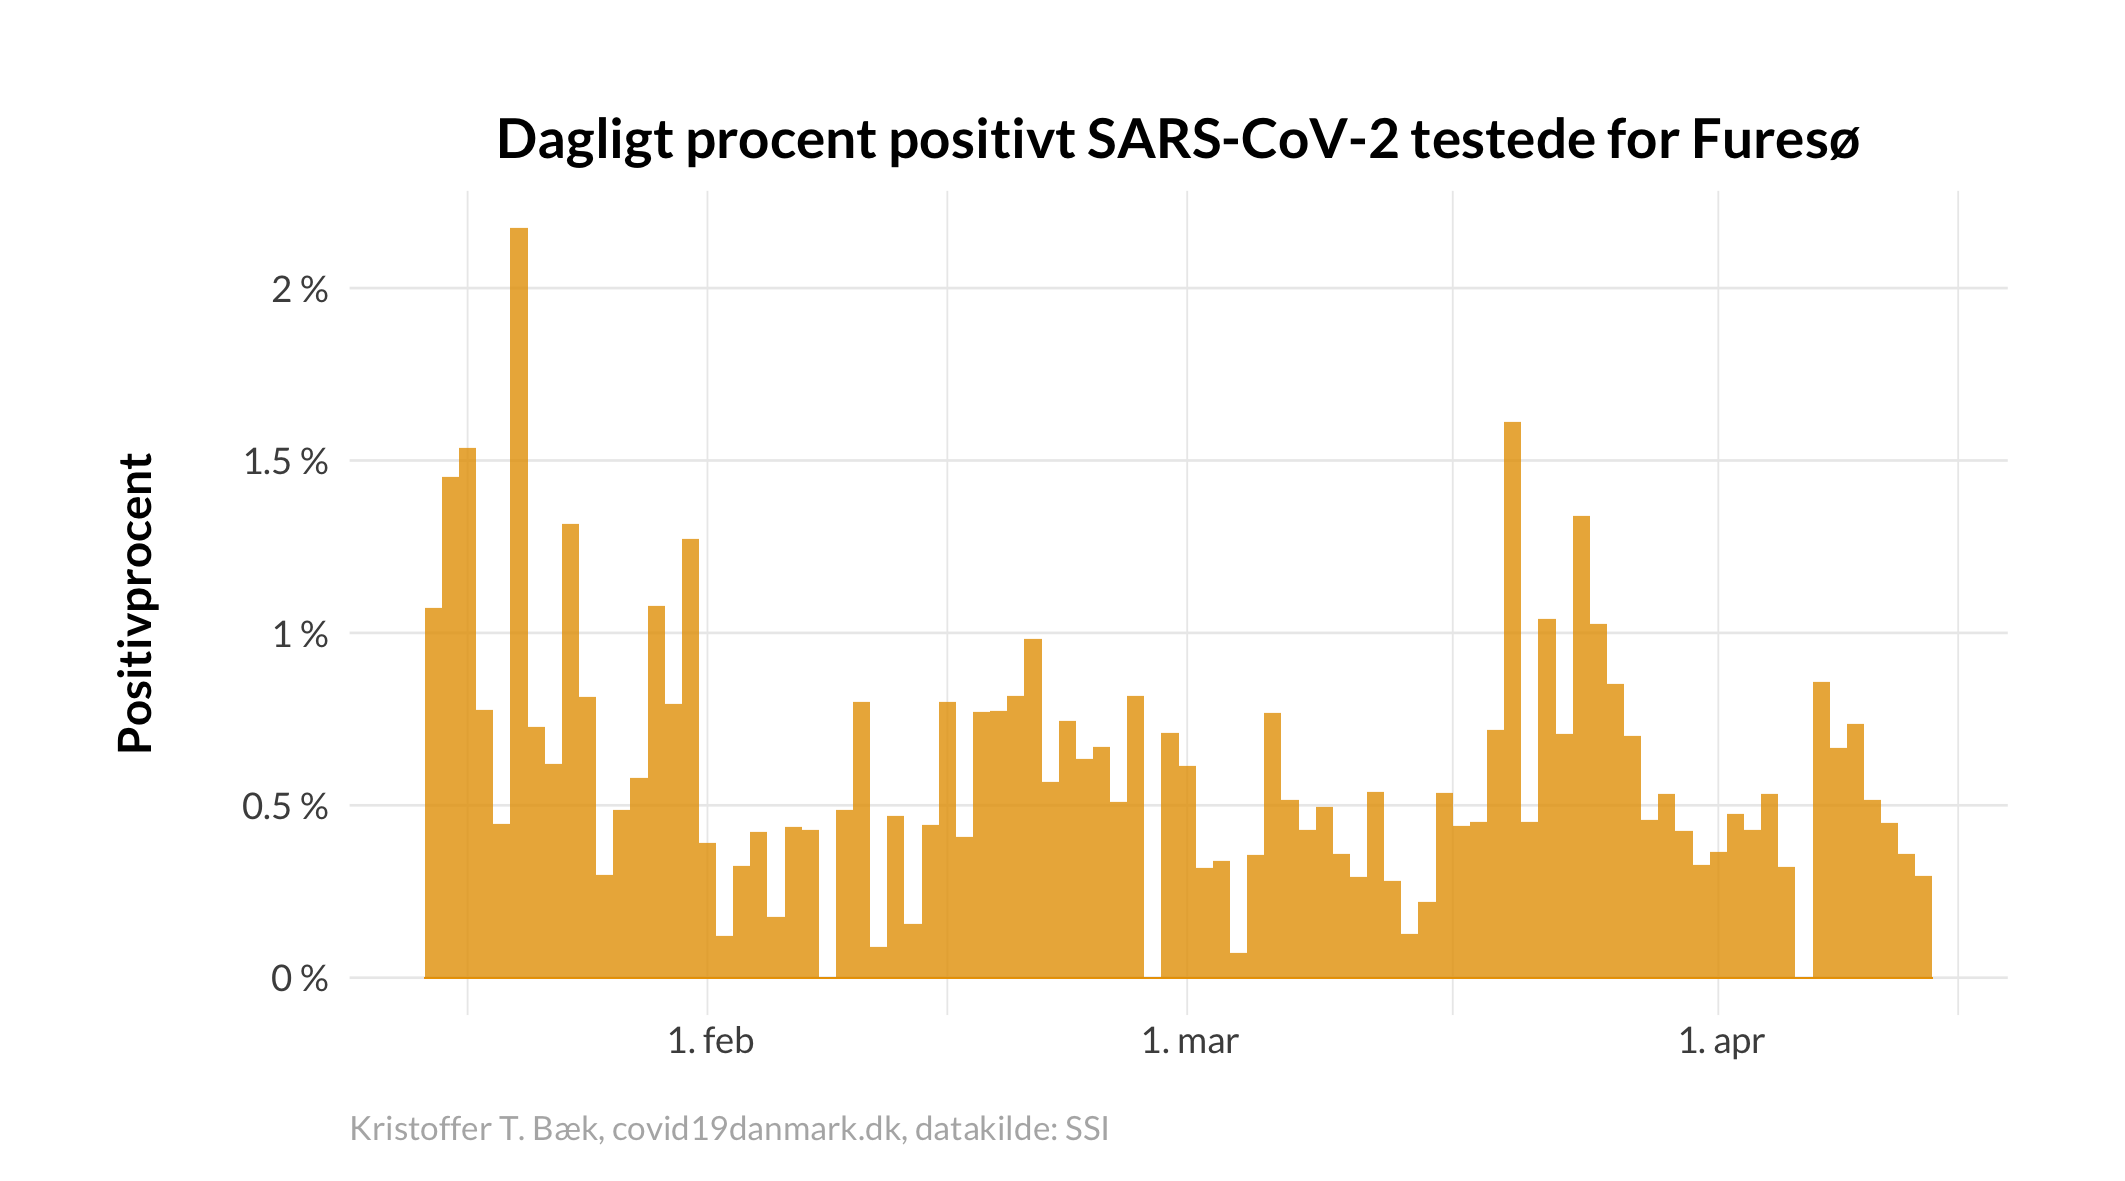 Dagligt procent positivt SARS-CoV-2 testede for Furesø
Positivprocent
2 %
1.5 %
1 %
0.5 %
0 %
1. feb
1. mar
1. apr
Kristoffer T. Bæk, covid19danmark.dk, datakilde: SSI